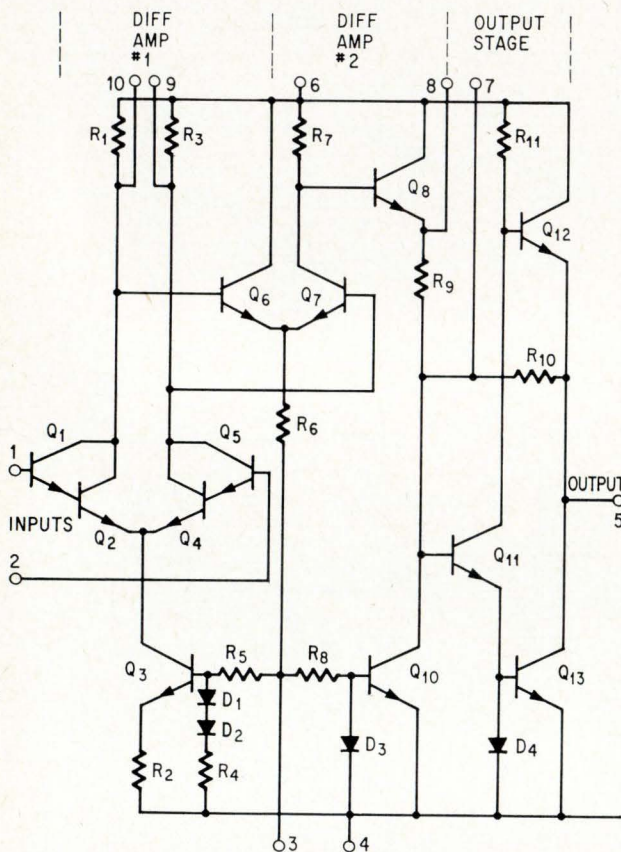 DIFF AMP #1
DIFF AMP #2
OUTPUT STAGE
10 9 6 8 7
R1 R3 R7 R11
Q8 Q12
R9
Q6 Q7
R10
R6
Q1 Q5
1
OUTPUT
5
INPUTS
Q2 Q4
Q11
2
Q3 R5 R8 Q10 Q13
D1
D2 D3 D4
R2 R4
3 4